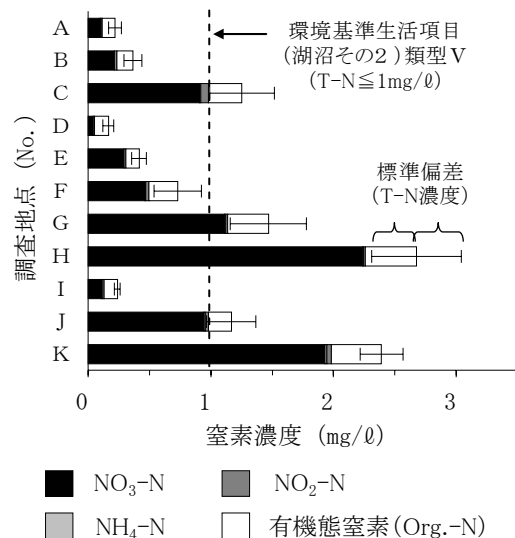 A
B
C
D
E
F
G
H
I
J
K
調査地点 (No.)
環境基準生活項目
(湖沼その2)類型Ⅴ
(T-N≦1mg/ℓ)
標準偏差
(T-N濃度)
0
1
2
3
窒素濃度 (mg/ℓ)
NO₃-N
NO₂-N
NH₄-N
有機態窒素(Org.-N)